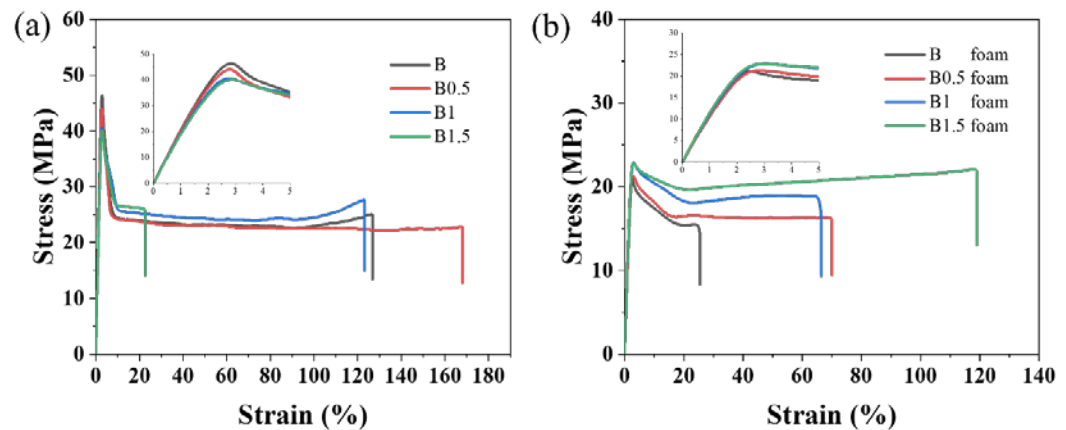 (a)
60
50
40
30
20
10
0
Stress (MPa)
0 20 40 60 80 100 120 140 160 180
Strain (%)
50
40
30
20
10
0
0 1 2 3 4 5
B
B0.5
B1
B1.5
(b)
40
30
20
10
0
Stress (MPa)
0 20 40 60 80 100 120 140
Strain (%)
30
25
20
15
10
5
0
0 1 2 3 4 5
B foam
B0.5 foam
B1 foam
B1.5 foam